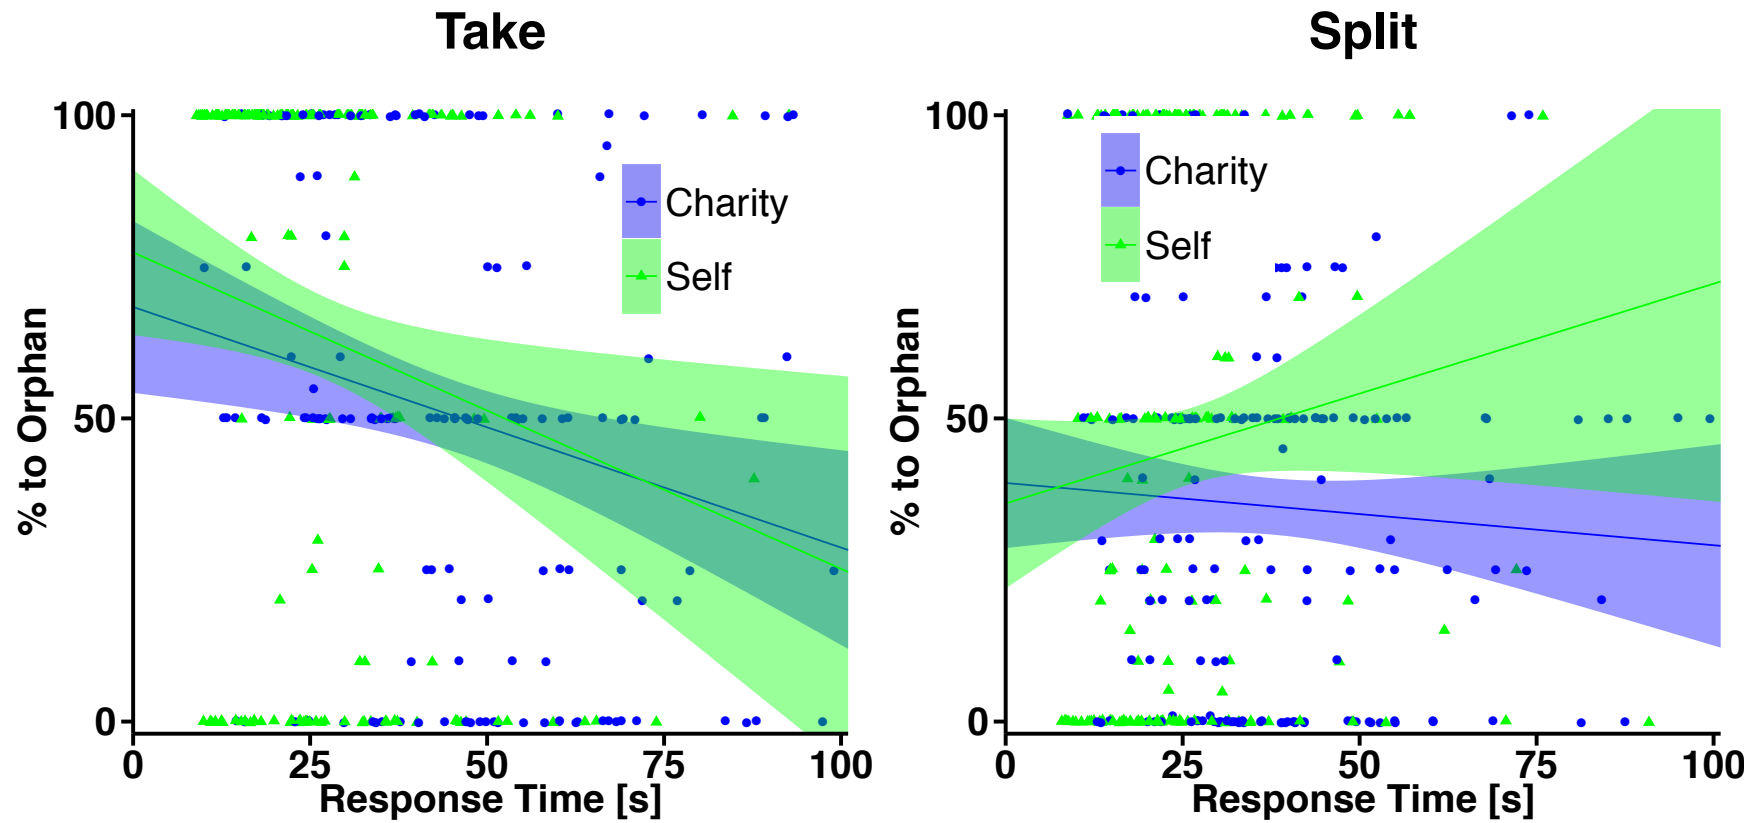 Take
100
50
0
% to Orphan
Charity
Self
0 25 50 75 100
Response Time [s]
Split
100
50
0
% to Orphan
Charity
Self
0 25 50 75 100
Response Time [s]